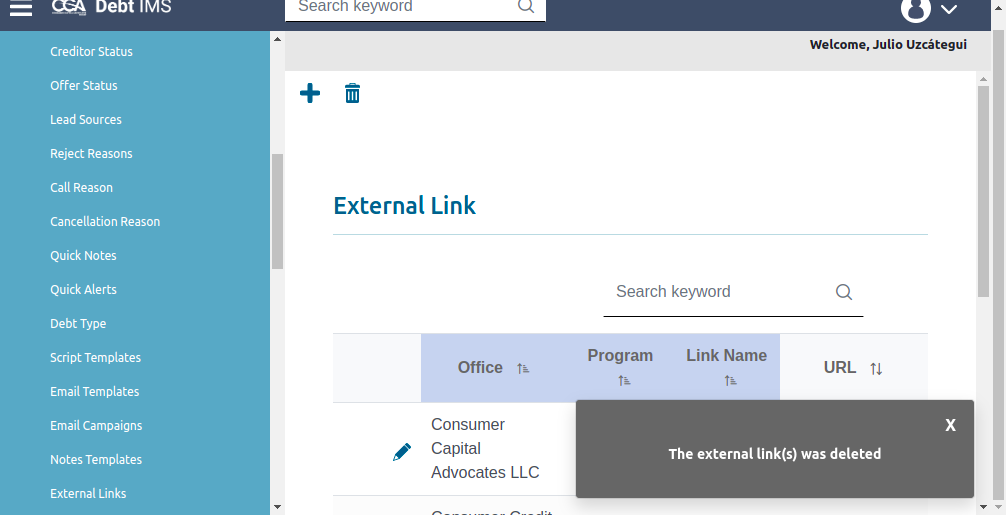 CCA Debt IMS
Search keyword
Welcome, Julio Uzcátegui
Creditor Status
Offer Status
Lead Sources
Reject Reasons
Call Reason
Cancellation Reason
Quick Notes
Quick Alerts
Debt Type
Script Templates
Email Templates
Email Campaigns
Notes Templates
External Links
External Link
Search keyword
Office
Program
Link Name
URL
Consumer
Capital
Advocates LLC
X
The external link(s) was deleted
Consumer Credit